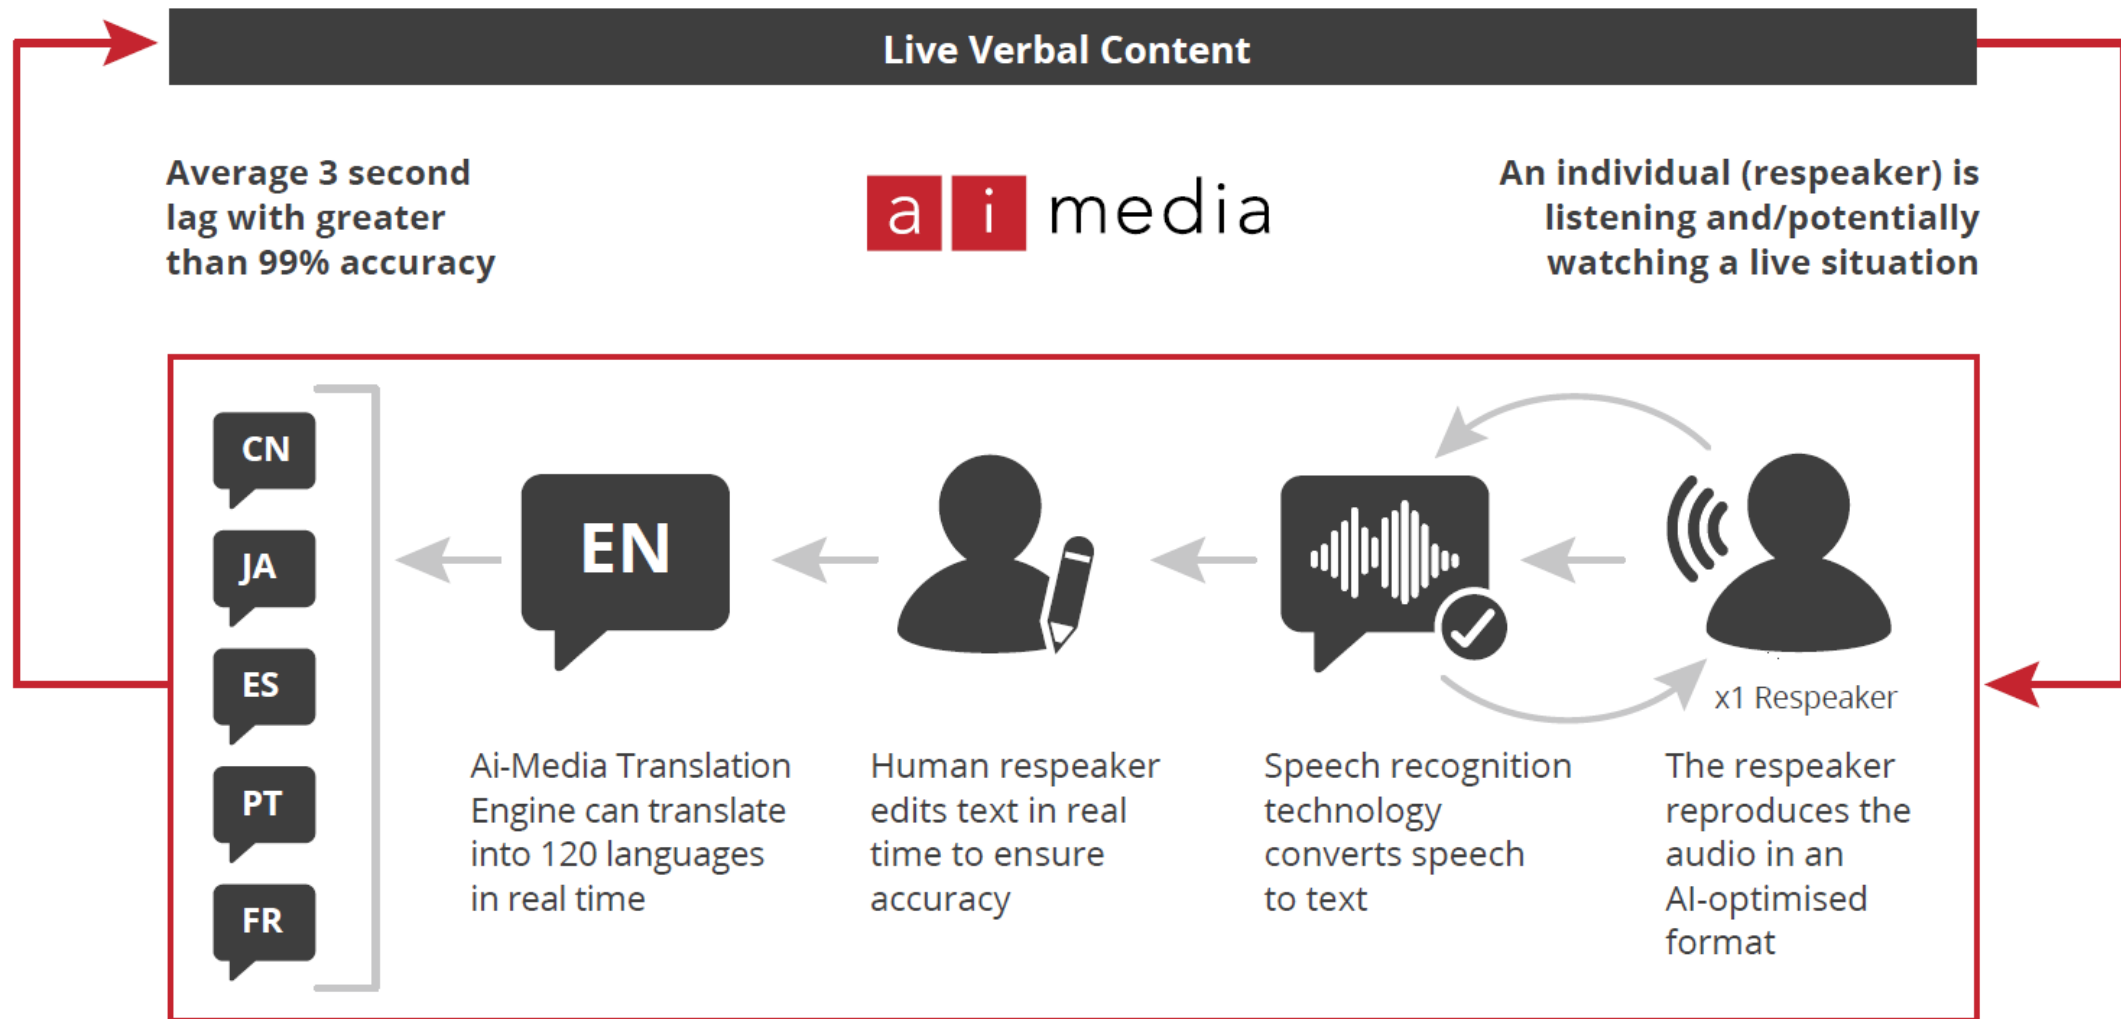 Live Verbal Content
Average 3 second
lag with greater
than 99% accuracy
ai media
An individual (respeaker) is
listening and/potentially
watching a live situation
CN
JA
ES
PT
FR
EN
x1 Respeaker
Ai-Media Translation
Engine can translate
into 120 languages
in real time
Human respeaker
edits text in real
time to ensure
accuracy
Speech recognition
technology
converts speech
to text
The respeaker
reproduces the
audio in an
AI-optimised
format